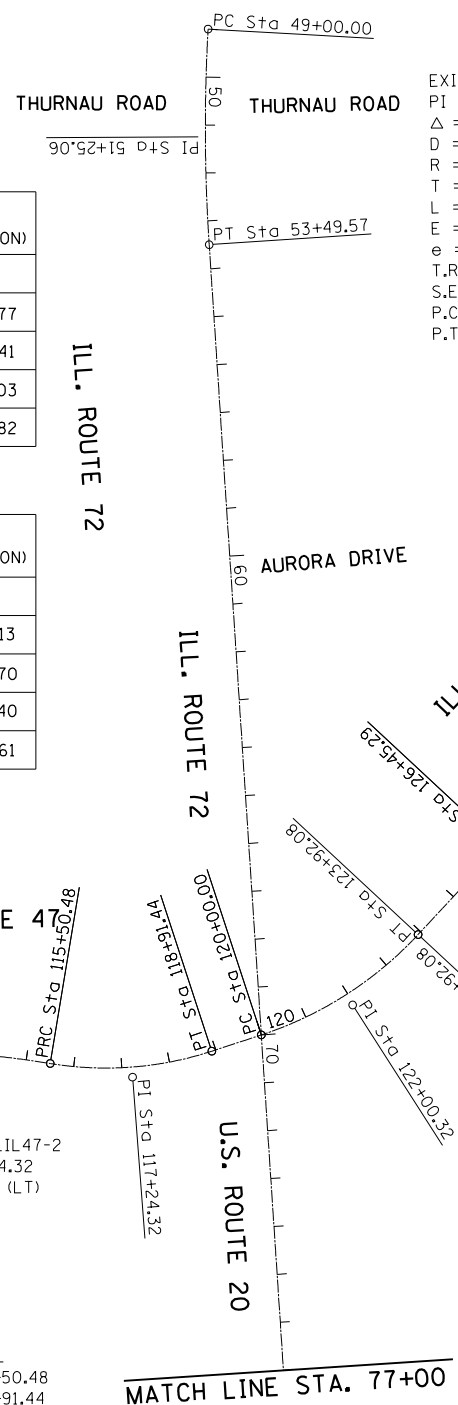 PC Sta 49+00.00
50
THURNAU ROAD
THURNAU ROAD
PI Sta 51+25.06
PT Sta 53+49.57
EXI
PI
Δ =
D =
R =
T =
L =
E =
e =
T.R
S.E
P.C
P.T
ON)
77
41
03
82
ILL. ROUTE 72
ON)
13
70
40
61
60
AURORA DRIVE
ILL. ROUTE 72
IL
Sta 126+45.29
PT Sta 123+92.08
+92.08
E 47
PRC Sta 115+50.48
PT Sta 118+91.44
PC Sta 120+00.00
120
70
PI Sta 122+00.32
PI Sta 117+24.32
IL47-2
4.32
(LT)
U.S. ROUTE 20
50.48
91.44
MATCH LINE STA. 77+00